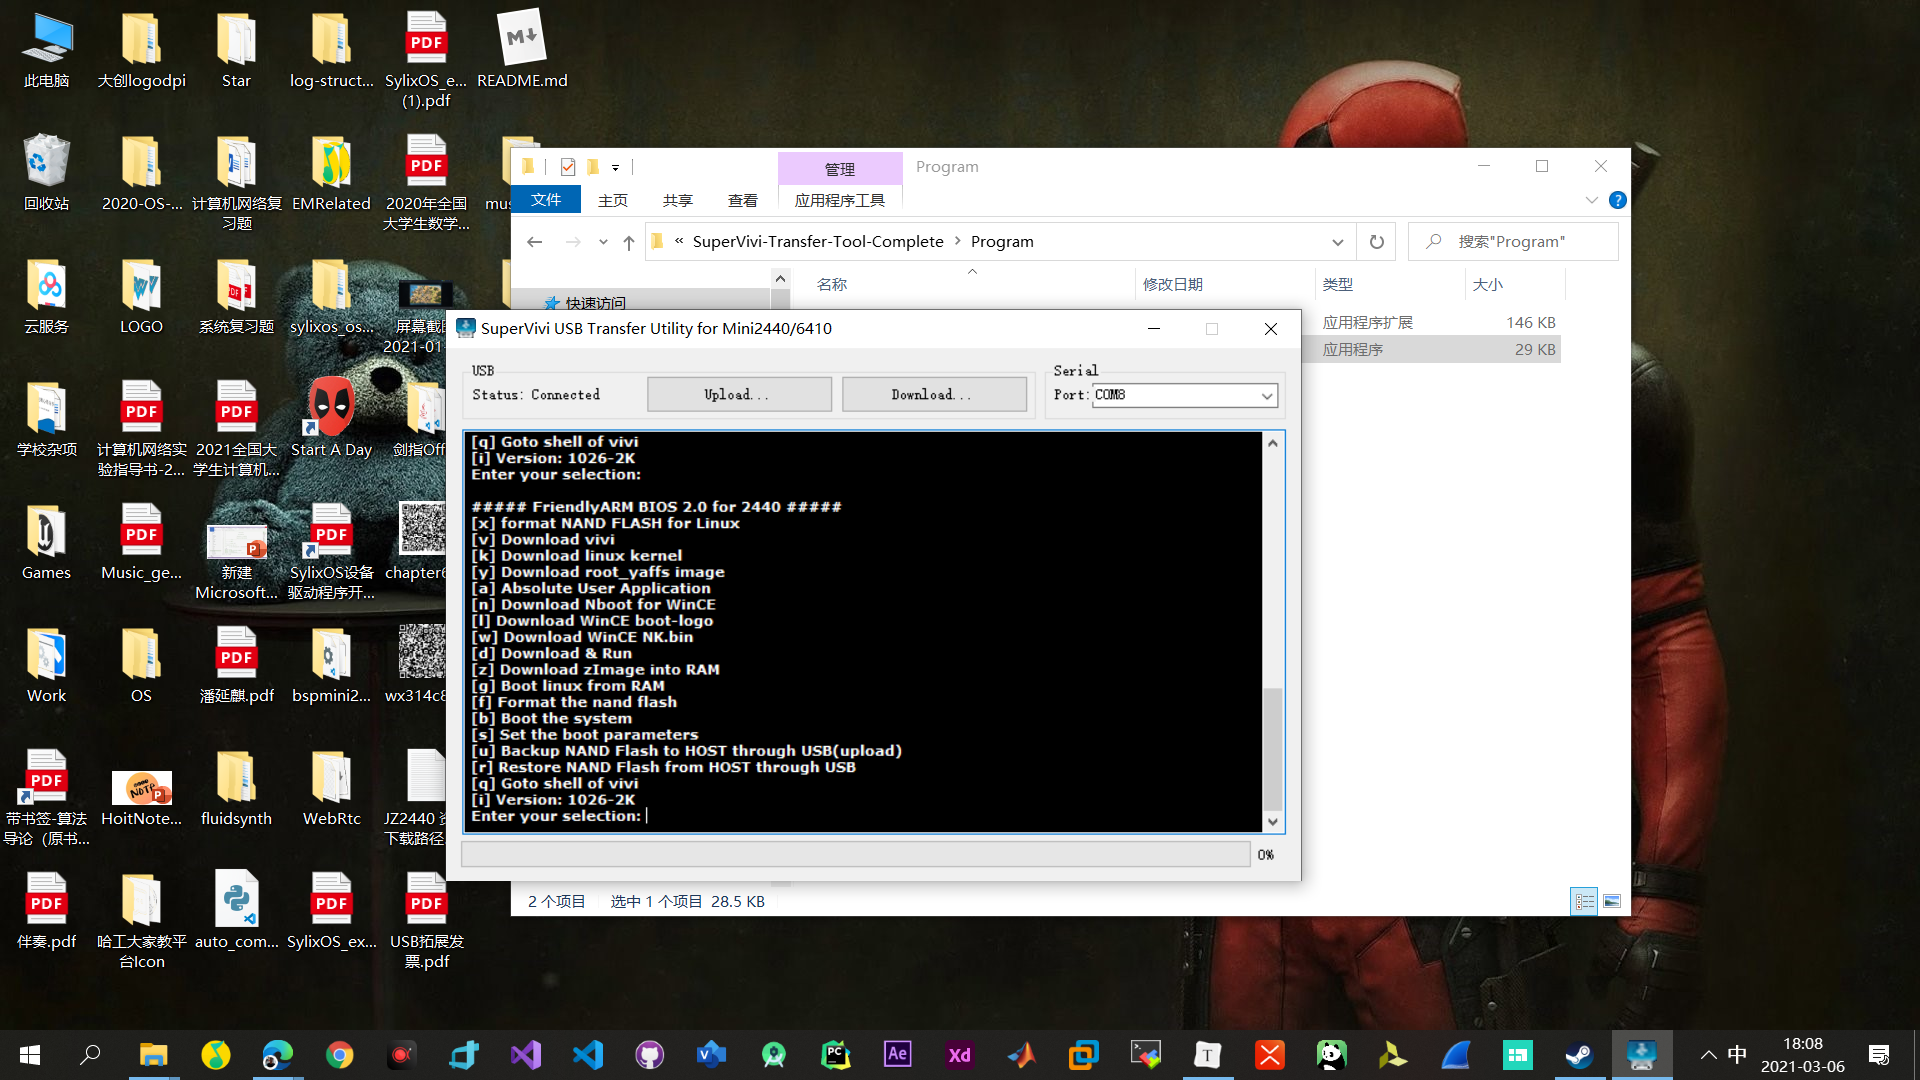 此电脑
大创logodpi
Star
log-struct...
SylixOS_e...
(1).pdf
README.md
回收站
2020-OS-...
计算机网络复
习题
EMRelated
2020年全国
大学生数学...
mus
云服务
LOGO
系统复习题
sylixos_os...
屏幕截图
2021-01-
学校杂项
计算机网络实
验指导书-2...
2021全国大
学生计算机...
Start A Day
剑指Off
Games
Music_ge...
新建
Microsoft...
SylixOS设备
驱动程序开...
chapter6
Work
OS
潘延麒.pdf
bspmini2...
wx314c8
带书签-算法
导论（原书...
HoitNote...
fluidsynth
WebRtc
JZ2440 资
下载路径
伴奏.pdf
哈工大家教平
台Icon
auto_com...
SylixOS_ex...
USB拓展发
票.pdf
管理
Program
文件
主页
共享
查看
应用程序工具
« SuperVivi-Transfer-Tool-Complete > Program
搜索"Program"
快速访问
名称
修改日期
类型
大小
应用程序扩展
146 KB
应用程序
29 KB
SuperVivi USB Transfer Utility for Mini2440/6410
USB
Status: Connected
Upload...
Download...
Serial
Port: COM8
[q] Goto shell of vivi
[i] Version: 1026-2K
Enter your selection:
##### FriendlyARM BIOS 2.0 for 2440 #####
[x] format NAND FLASH for Linux
[v] Download vivi
[k] Download linux kernel
[y] Download root_yaffs image
[a] Absolute User Application
[n] Download Nboot for WinCE
[l] Download WinCE boot-logo
[w] Download WinCE NK.bin
[d] Download & Run
[z] Download zImage into RAM
[g] Boot linux from RAM
[f] Format the nand flash
[b] Boot the system
[s] Set the boot parameters
[u] Backup NAND Flash to HOST through USB(upload)
[r] Restore NAND Flash from HOST through USB
[q] Goto shell of vivi
[i] Version: 1026-2K
Enter your selection:
0%
2 个项目
选中 1 个项目 28.5 KB
中
18:08
2021-03-06